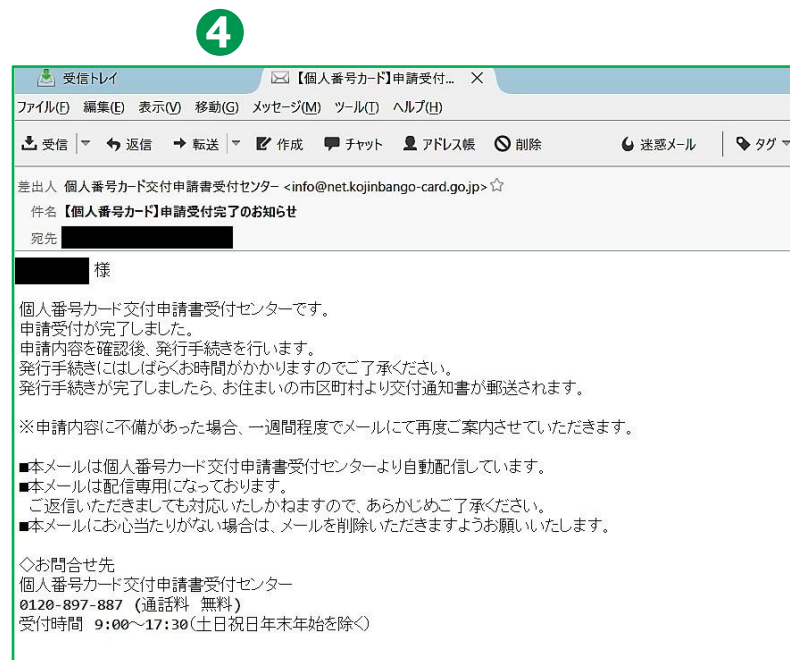 4
受信トレイ 【個人番号カード】申請受付... ×
ファイル(F) 編集(E) 表示(V) 移動(G) メッセージ(M) ツール(T) ヘルプ(H)
受信 返信 転送 作成 チャット アドレス帳 削除 迷惑メール タグ
差出人 個人番号カード交付申請書受付センター <info@net.kojinbango-card.go.jp>☆
件名 【個人番号カード】申請受付完了のお知らせ
宛先
様
個人番号カード交付申請書受付センターです。
申請受付が完了しました。
申請内容を確認後、発行手続きを行います。
発行手続きにはしばらくお時間がかかりますのでご了承ください。
発行手続きが完了しましたら、お住まいの市区町村より交付通知書が郵送されます。
※申請内容に不備があった場合、一週間程度でメールにて再度ご案内させていただきます。
■本メールは個人番号カード交付申請書受付センターより自動配信しています。
■本メールは配信専用になっております。
ご返信いただきましても対応いたしかねますので、あらかじめご了承ください。
■本メールにお心当たりがない場合は、メールを削除いただきますようお願いいたします。
◇お問合せ先
個人番号カード交付申請書受付センター
0120-897-887 (通話料 無料)
受付時間 9:00～17:30(土日祝日年末年始を除く)